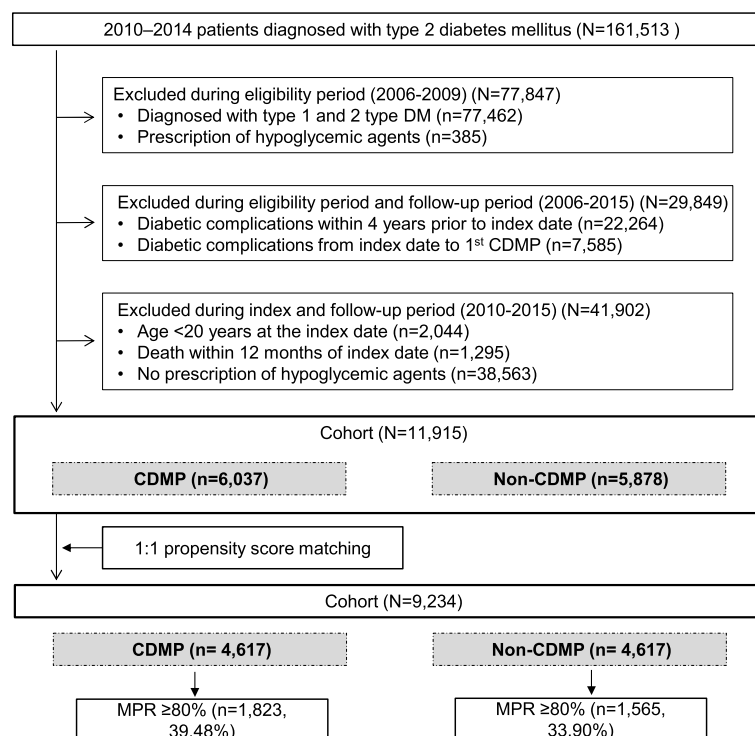 2010–2014 patients diagnosed with type 2 diabetes mellitus (N=161,513 )
Excluded during eligibility period (2006-2009) (N=77,847)
• Diagnosed with type 1 and 2 type DM (n=77,462)
• Prescription of hypoglycemic agents (n=385)
Excluded during eligibility period and follow-up period (2006-2015) (N=29,849)
• Diabetic complications within 4 years prior to index date (n=22,264)
• Diabetic complications from index date to 1st CDMP (n=7,585)
Excluded during index and follow-up period (2010-2015) (N=41,902)
• Age <20 years at the index date (n=2,044)
• Death within 12 months of index date (n=1,295)
• No prescription of hypoglycemic agents (n=38,563)
Cohort (N=11,915)
CDMP (n=6,037)
Non-CDMP (n=5,878)
1:1 propensity score matching
Cohort (N=9,234)
CDMP (n= 4,617)
Non-CDMP (n= 4,617)
MPR ≥80% (n=1,823,
39.48%)
MPR ≥80% (n=1,565,
33.90%)